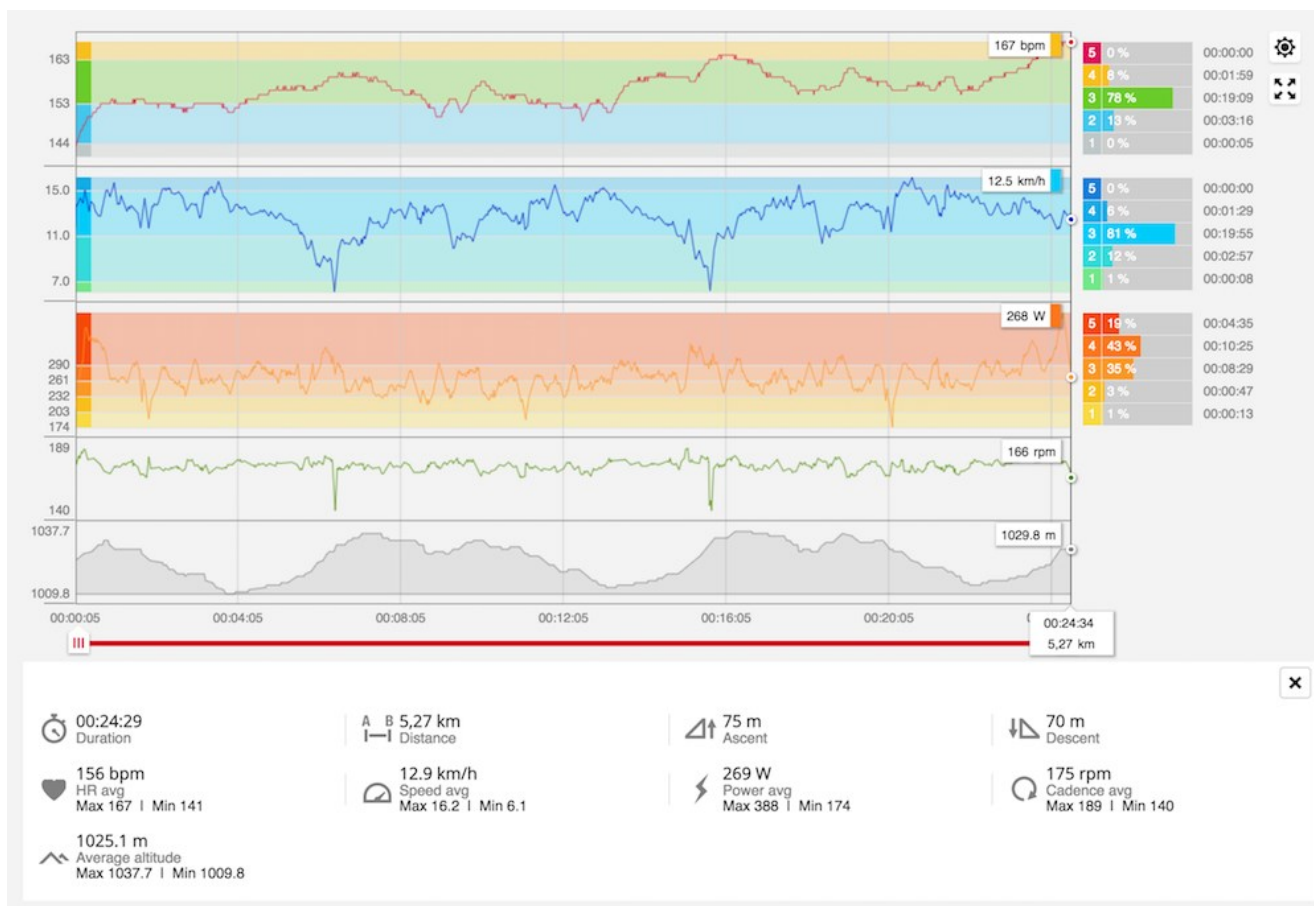 163
153
144
167 bpm
5 0 % 00:00:00
4 8 % 00:01:59
3 78 % 00:19:09
2 13 % 00:03:16
1 0 % 00:00:05
15.0
11.0
7.0
12.5 km/h
5 0 % 00:00:00
4 6 % 00:01:29
3 81 % 00:19:55
2 12 % 00:02:57
1 1 % 00:00:08
290
261
232
203
174
268 W
5 19 % 00:04:35
4 43 % 00:10:25
3 35 % 00:08:29
2 3 % 00:00:47
1 1 % 00:00:13
189
140
166 rpm
1037.7
1009.8
1029.8 m
00:00:05 00:04:05 00:08:05 00:12:05 00:16:05 00:20:05
00:24:34
5,27 km
00:24:29
Duration
A B 5,27 km
Distance
75 m
Ascent
70 m
Descent
156 bpm
HR avg
Max 167 | Min 141
12.9 km/h
Speed avg
Max 16.2 | Min 6.1
269 W
Power avg
Max 388 | Min 174
175 rpm
Cadence avg
Max 189 | Min 140
1025.1 m
Average altitude
Max 1037.7 | Min 1009.8